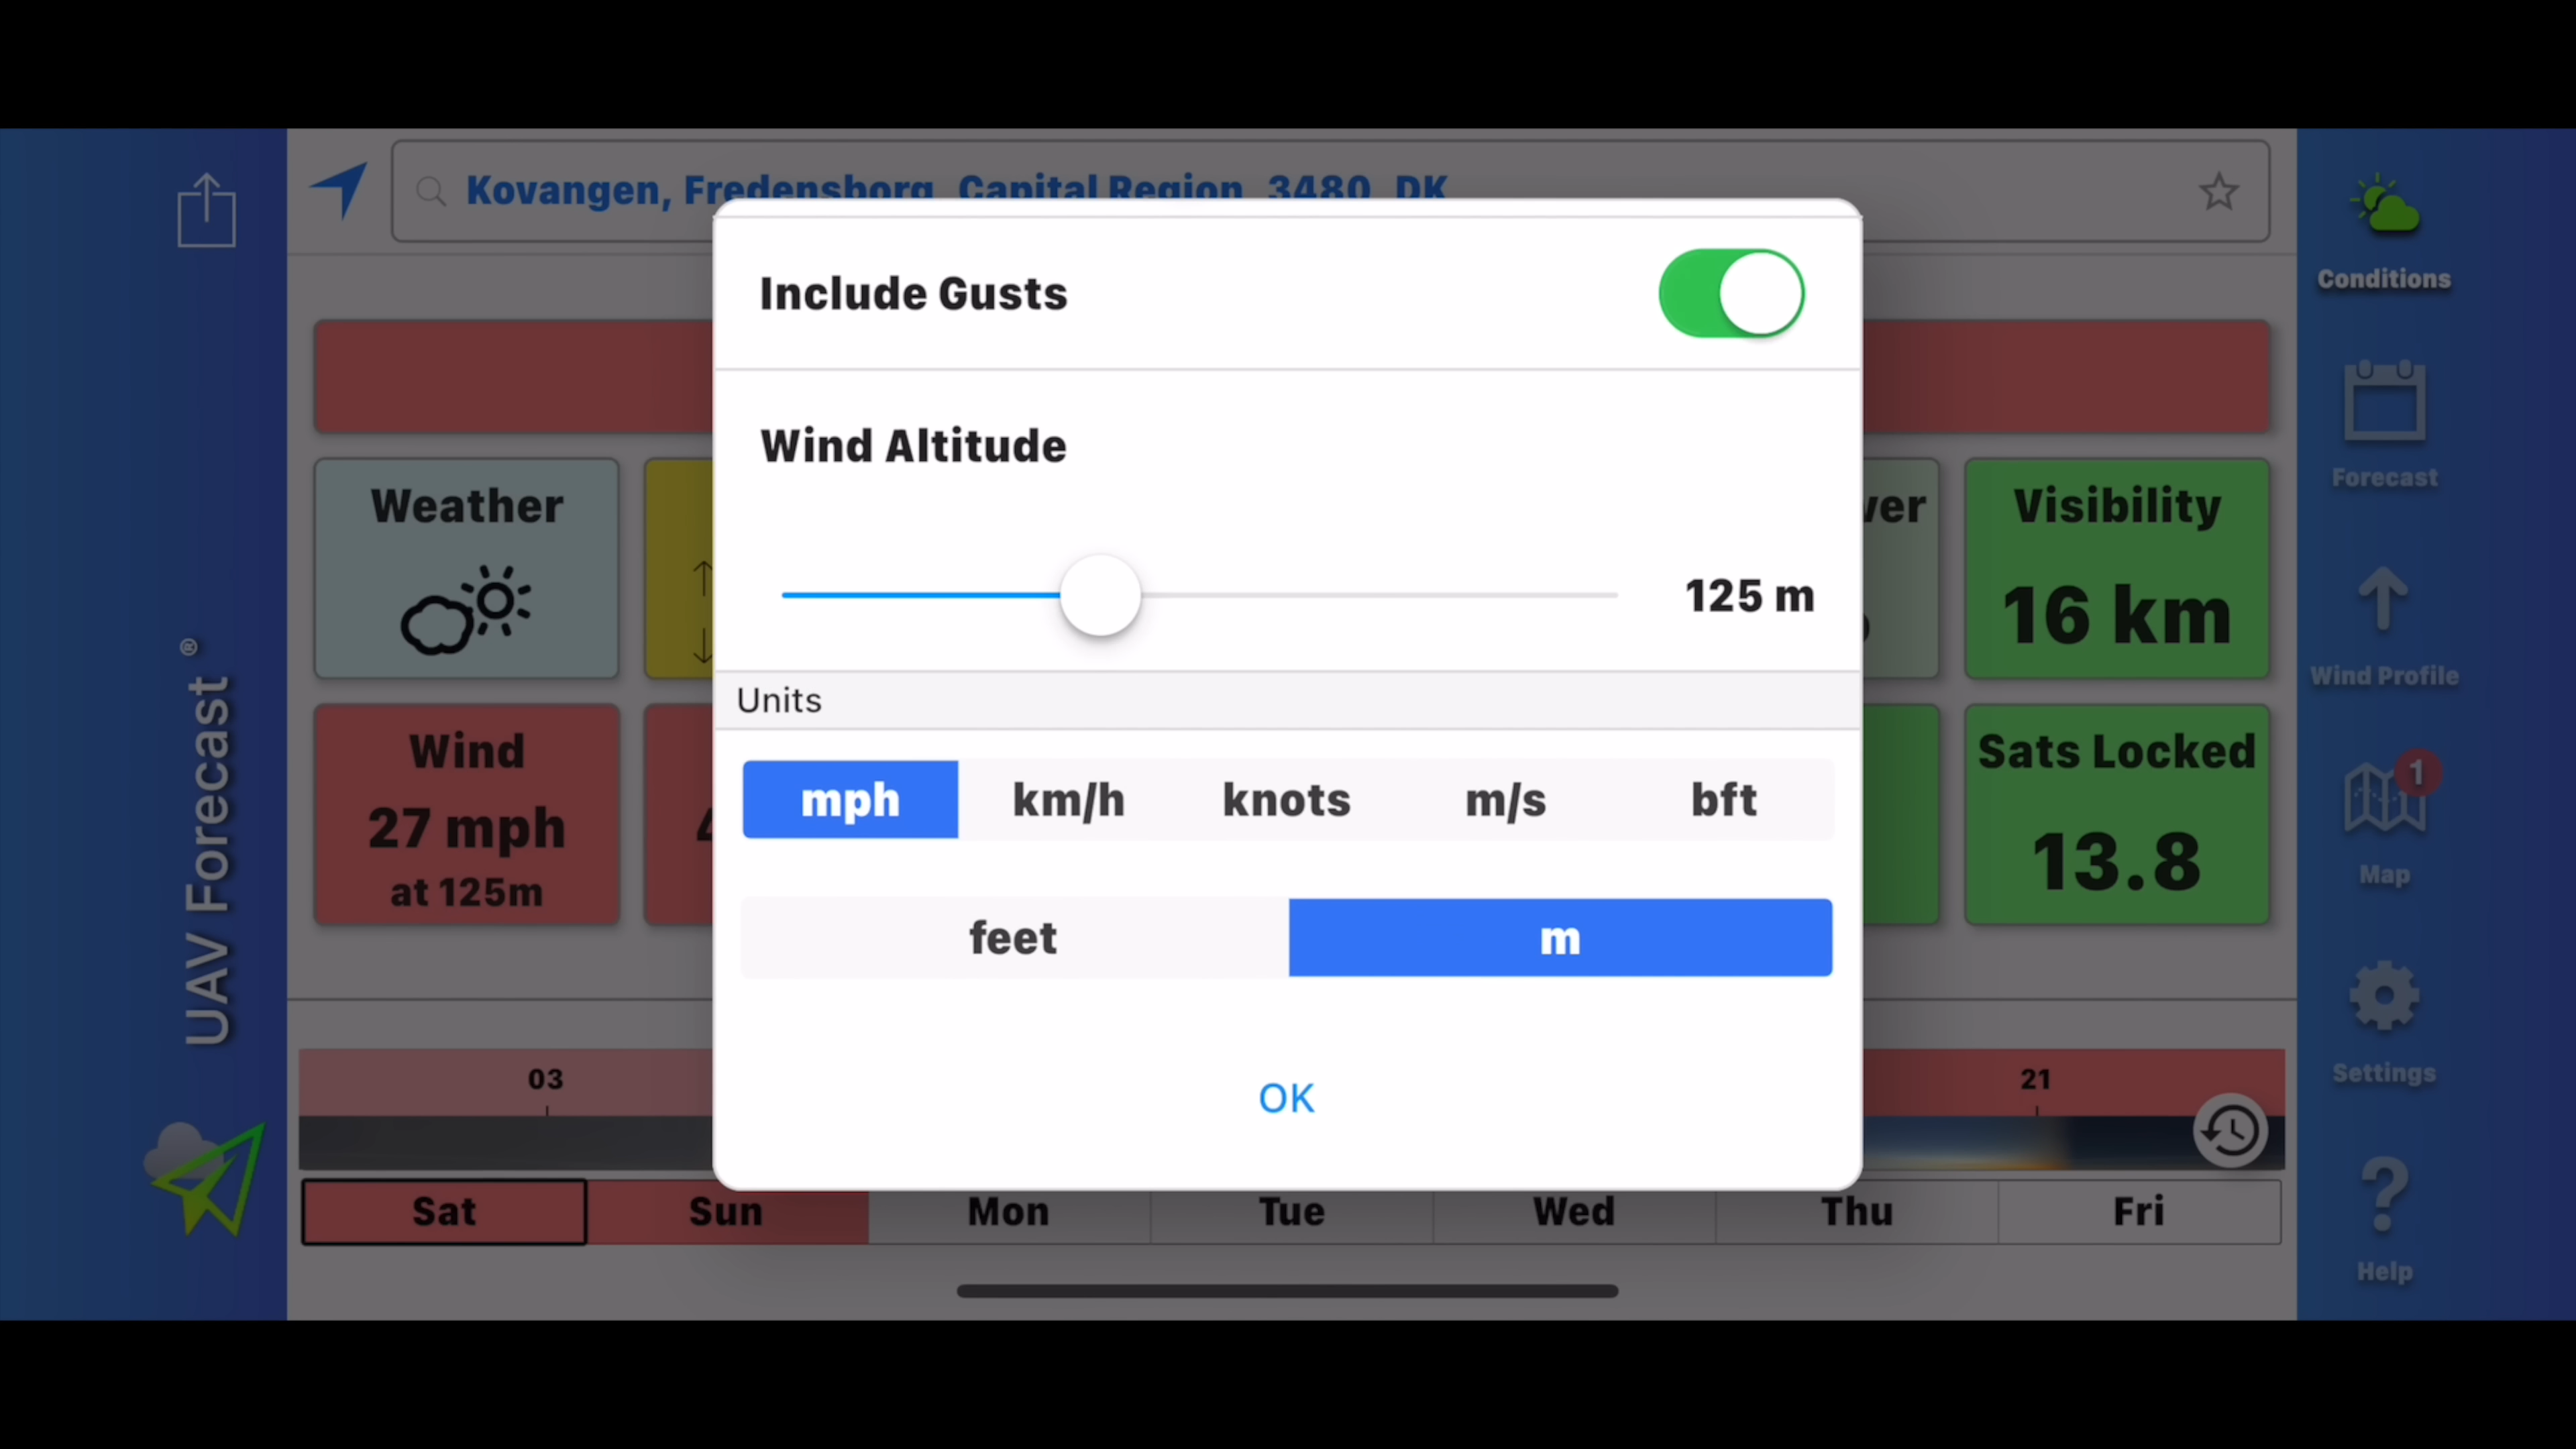 UAV Forecast ®
Kovangen, Fredensborg, Capital Region, 3480, DK
Include Gusts
Wind Altitude
125 m
Units
mph km/h knots m/s bft
feet m
OK
Weather
Visibility
16 km
Wind
27 mph
at 125m
Sats Locked
13.8
03
21
Sat Sun Mon Tue Wed Thu Fri
Conditions
Forecast
Wind Profile
1
Map
Settings
Help